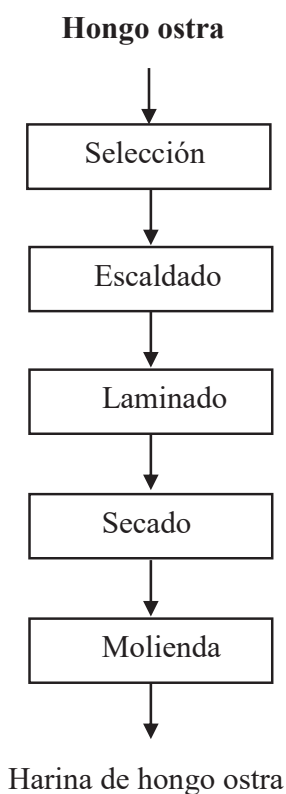 Hongo ostra
Selección
Escaldado
Laminado
Secado
Molienda
Harina de hongo ostra